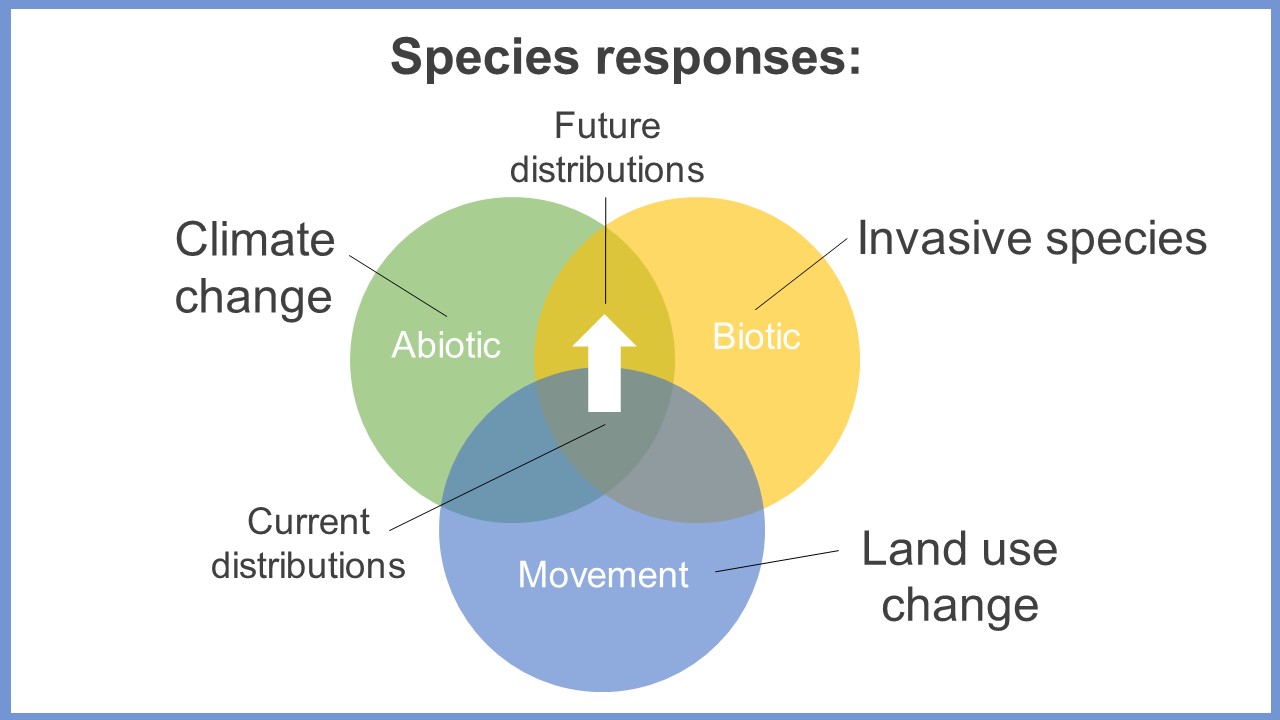 Species responses:
Future
distributions
Climate
change
Invasive species
Abiotic
Biotic
Current
distributions
Movement
Land use
change